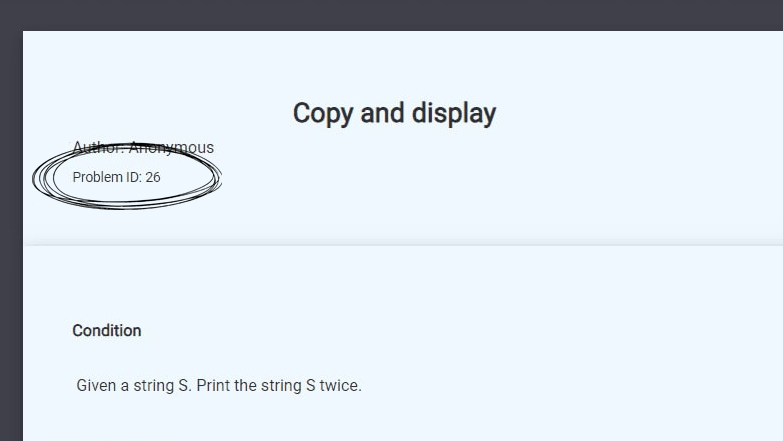 Copy and display
Author: Anonymous
Problem ID: 26
Condition
Given a string S. Print the string S twice.